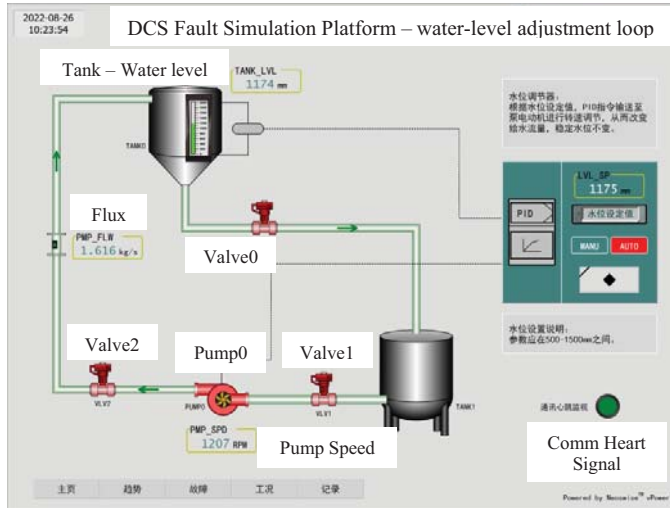 2022-08-26
10:23:54
DCS Fault Simulation Platform – water-level adjustment loop
Tank – Water level
TANK_LVL
1174 mm
TANK0
水位调节器:
根据水位设定值, PID指令输送至
泵电动机进行转速调节, 从而改变
给水流量, 稳定水位不变。
LVL_SP
1175 mm
PID
水位设定值
MANU
AUTO
Flux
PMP_FLW
1.616 kg/s
Valve0
水位设置说明:
参数应在500-1500mm之间。
Valve2
Pump0
Valve1
VLV2
PUMP0
VLV1
TANK1
通讯心跳监视
PMP_SPD
1207 RPM
Pump Speed
Comm Heart
Signal
主页
趋势
故障
工况
记录